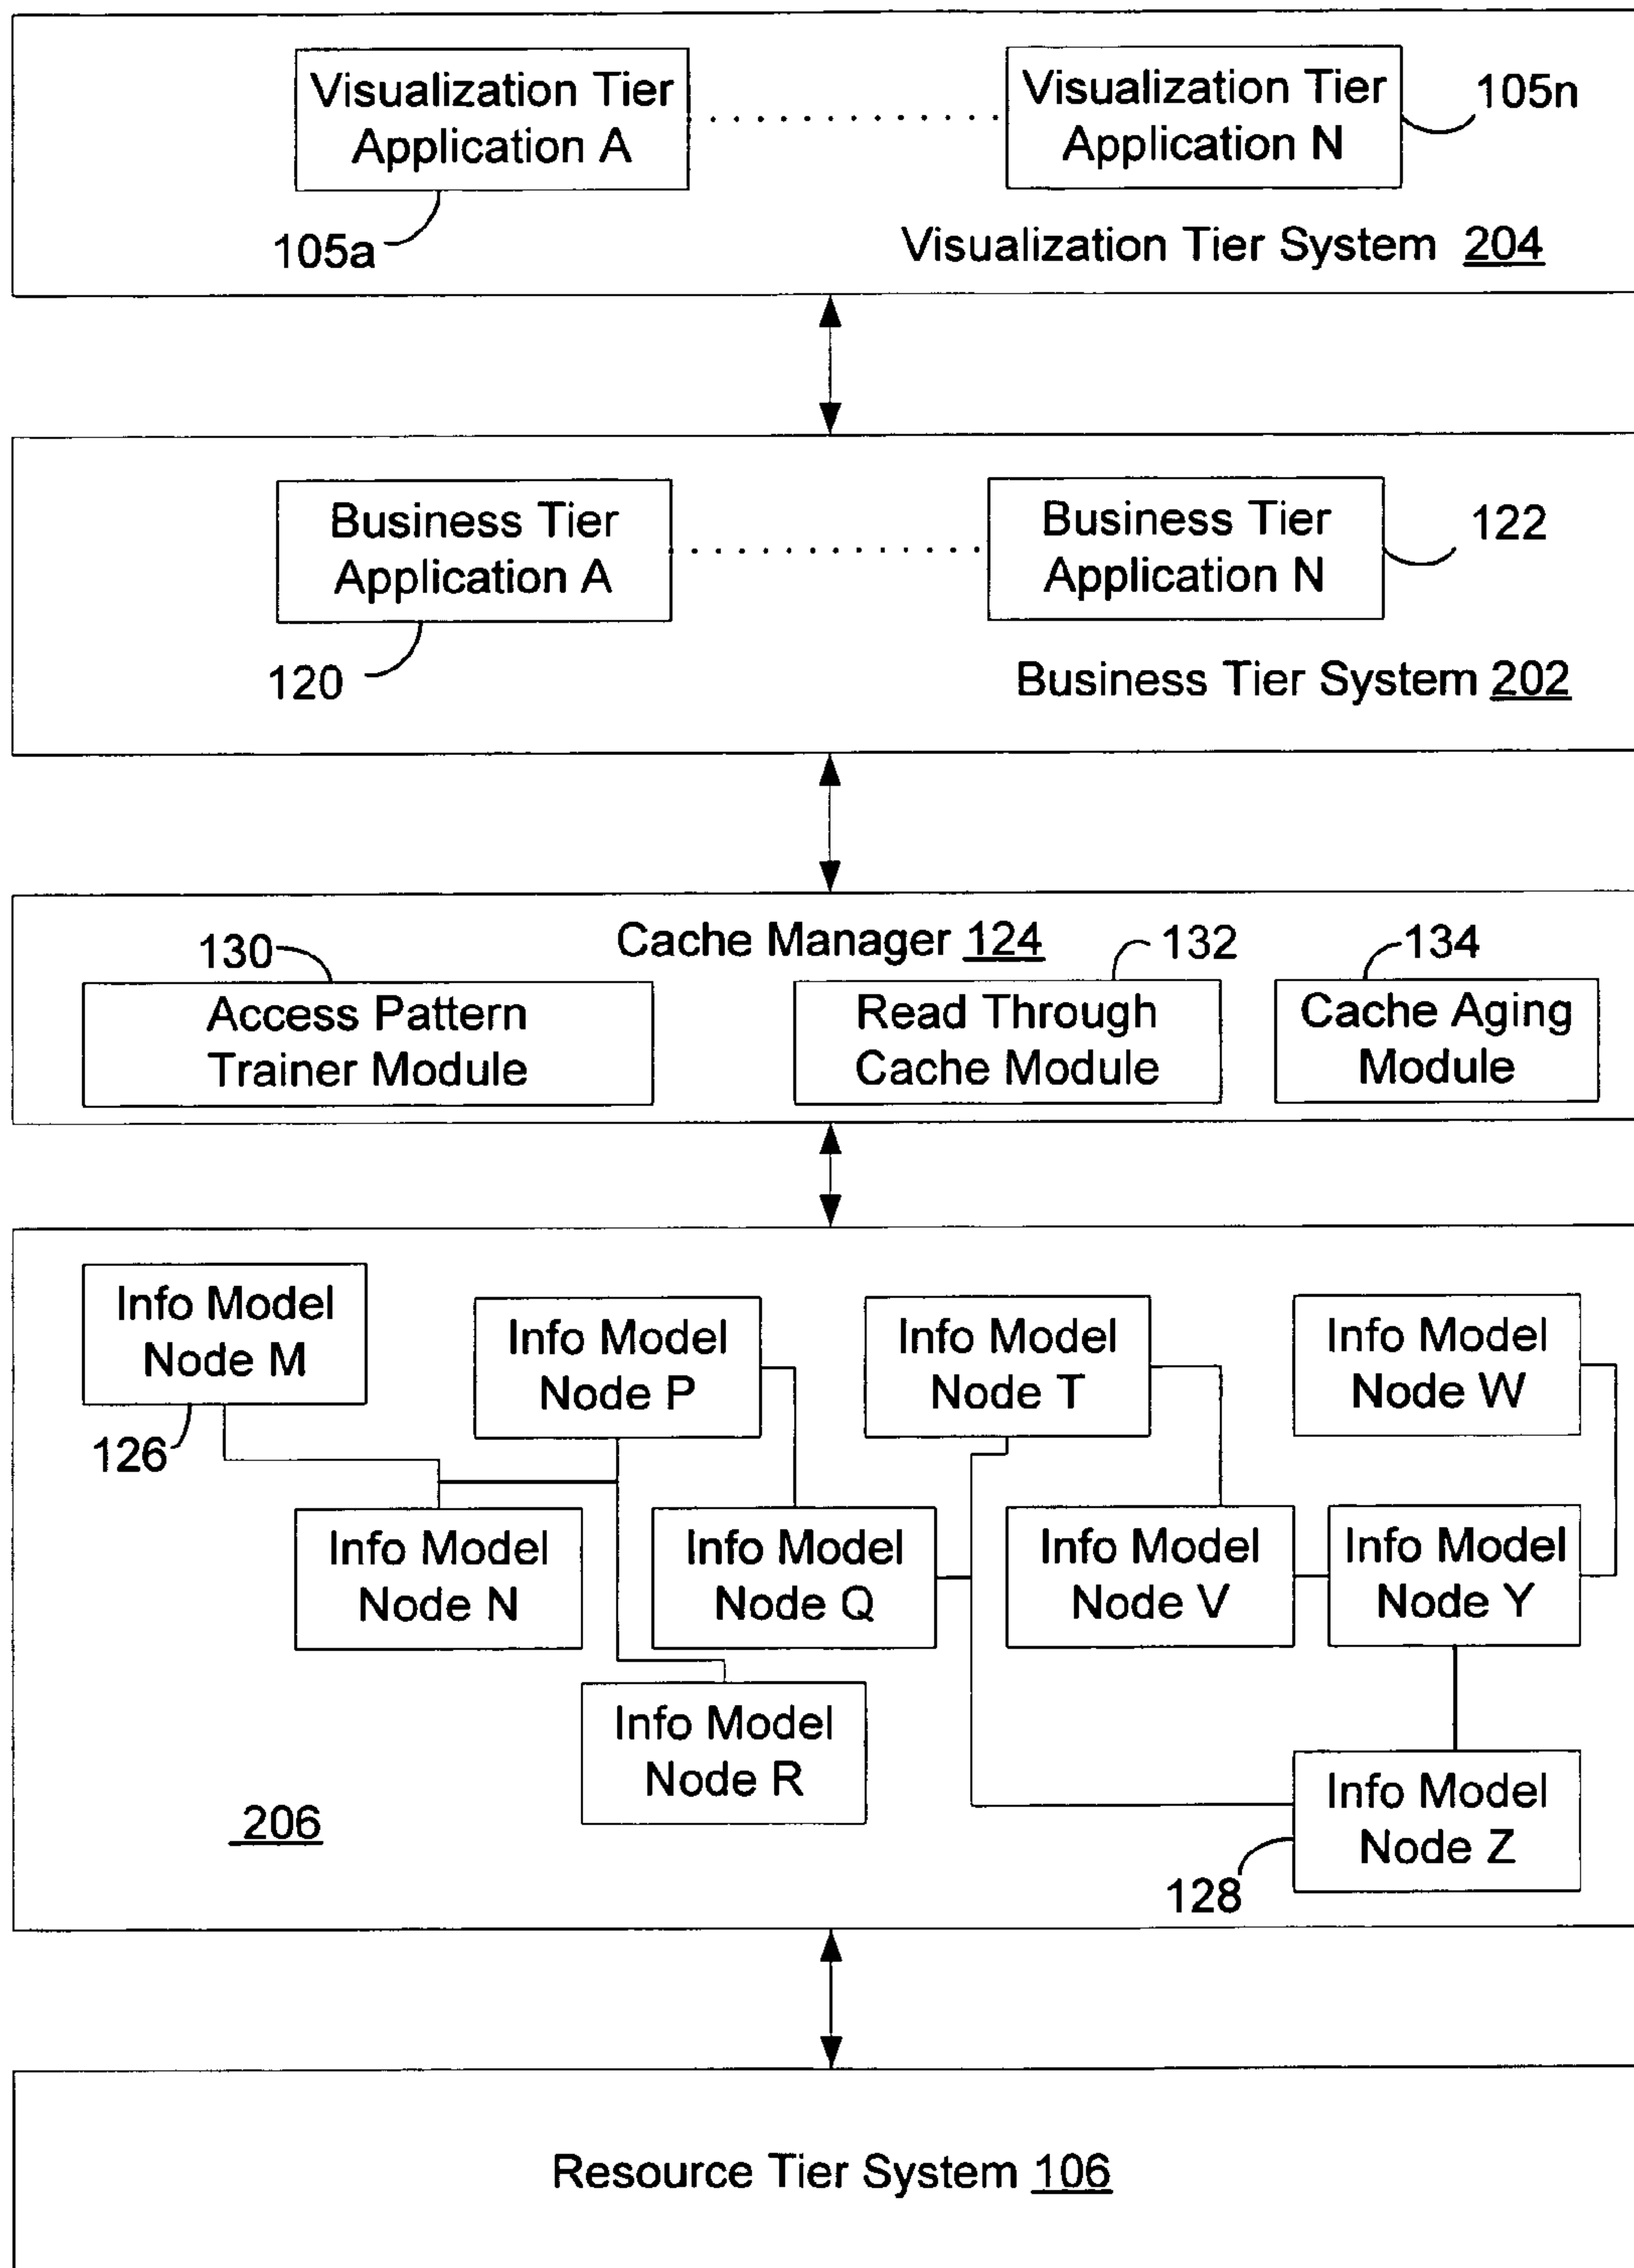 Visualization Tier
Application A
Visualization Tier
Application N
105n
105a
Visualization Tier System 204
Business Tier
Application A
Business Tier
Application N
122
120
Business Tier System 202
Cache Manager 124
130
132
134
Access Pattern
Trainer Module
Read Through
Cache Module
Cache Aging
Module
Info Model
Node M
126
Info Model
Node P
Info Model
Node T
Info Model
Node W
Info Model
Node N
Info Model
Node Q
Info Model
Node V
Info Model
Node Y
Info Model
Node R
Info Model
Node Z
206
128
Resource Tier System 106